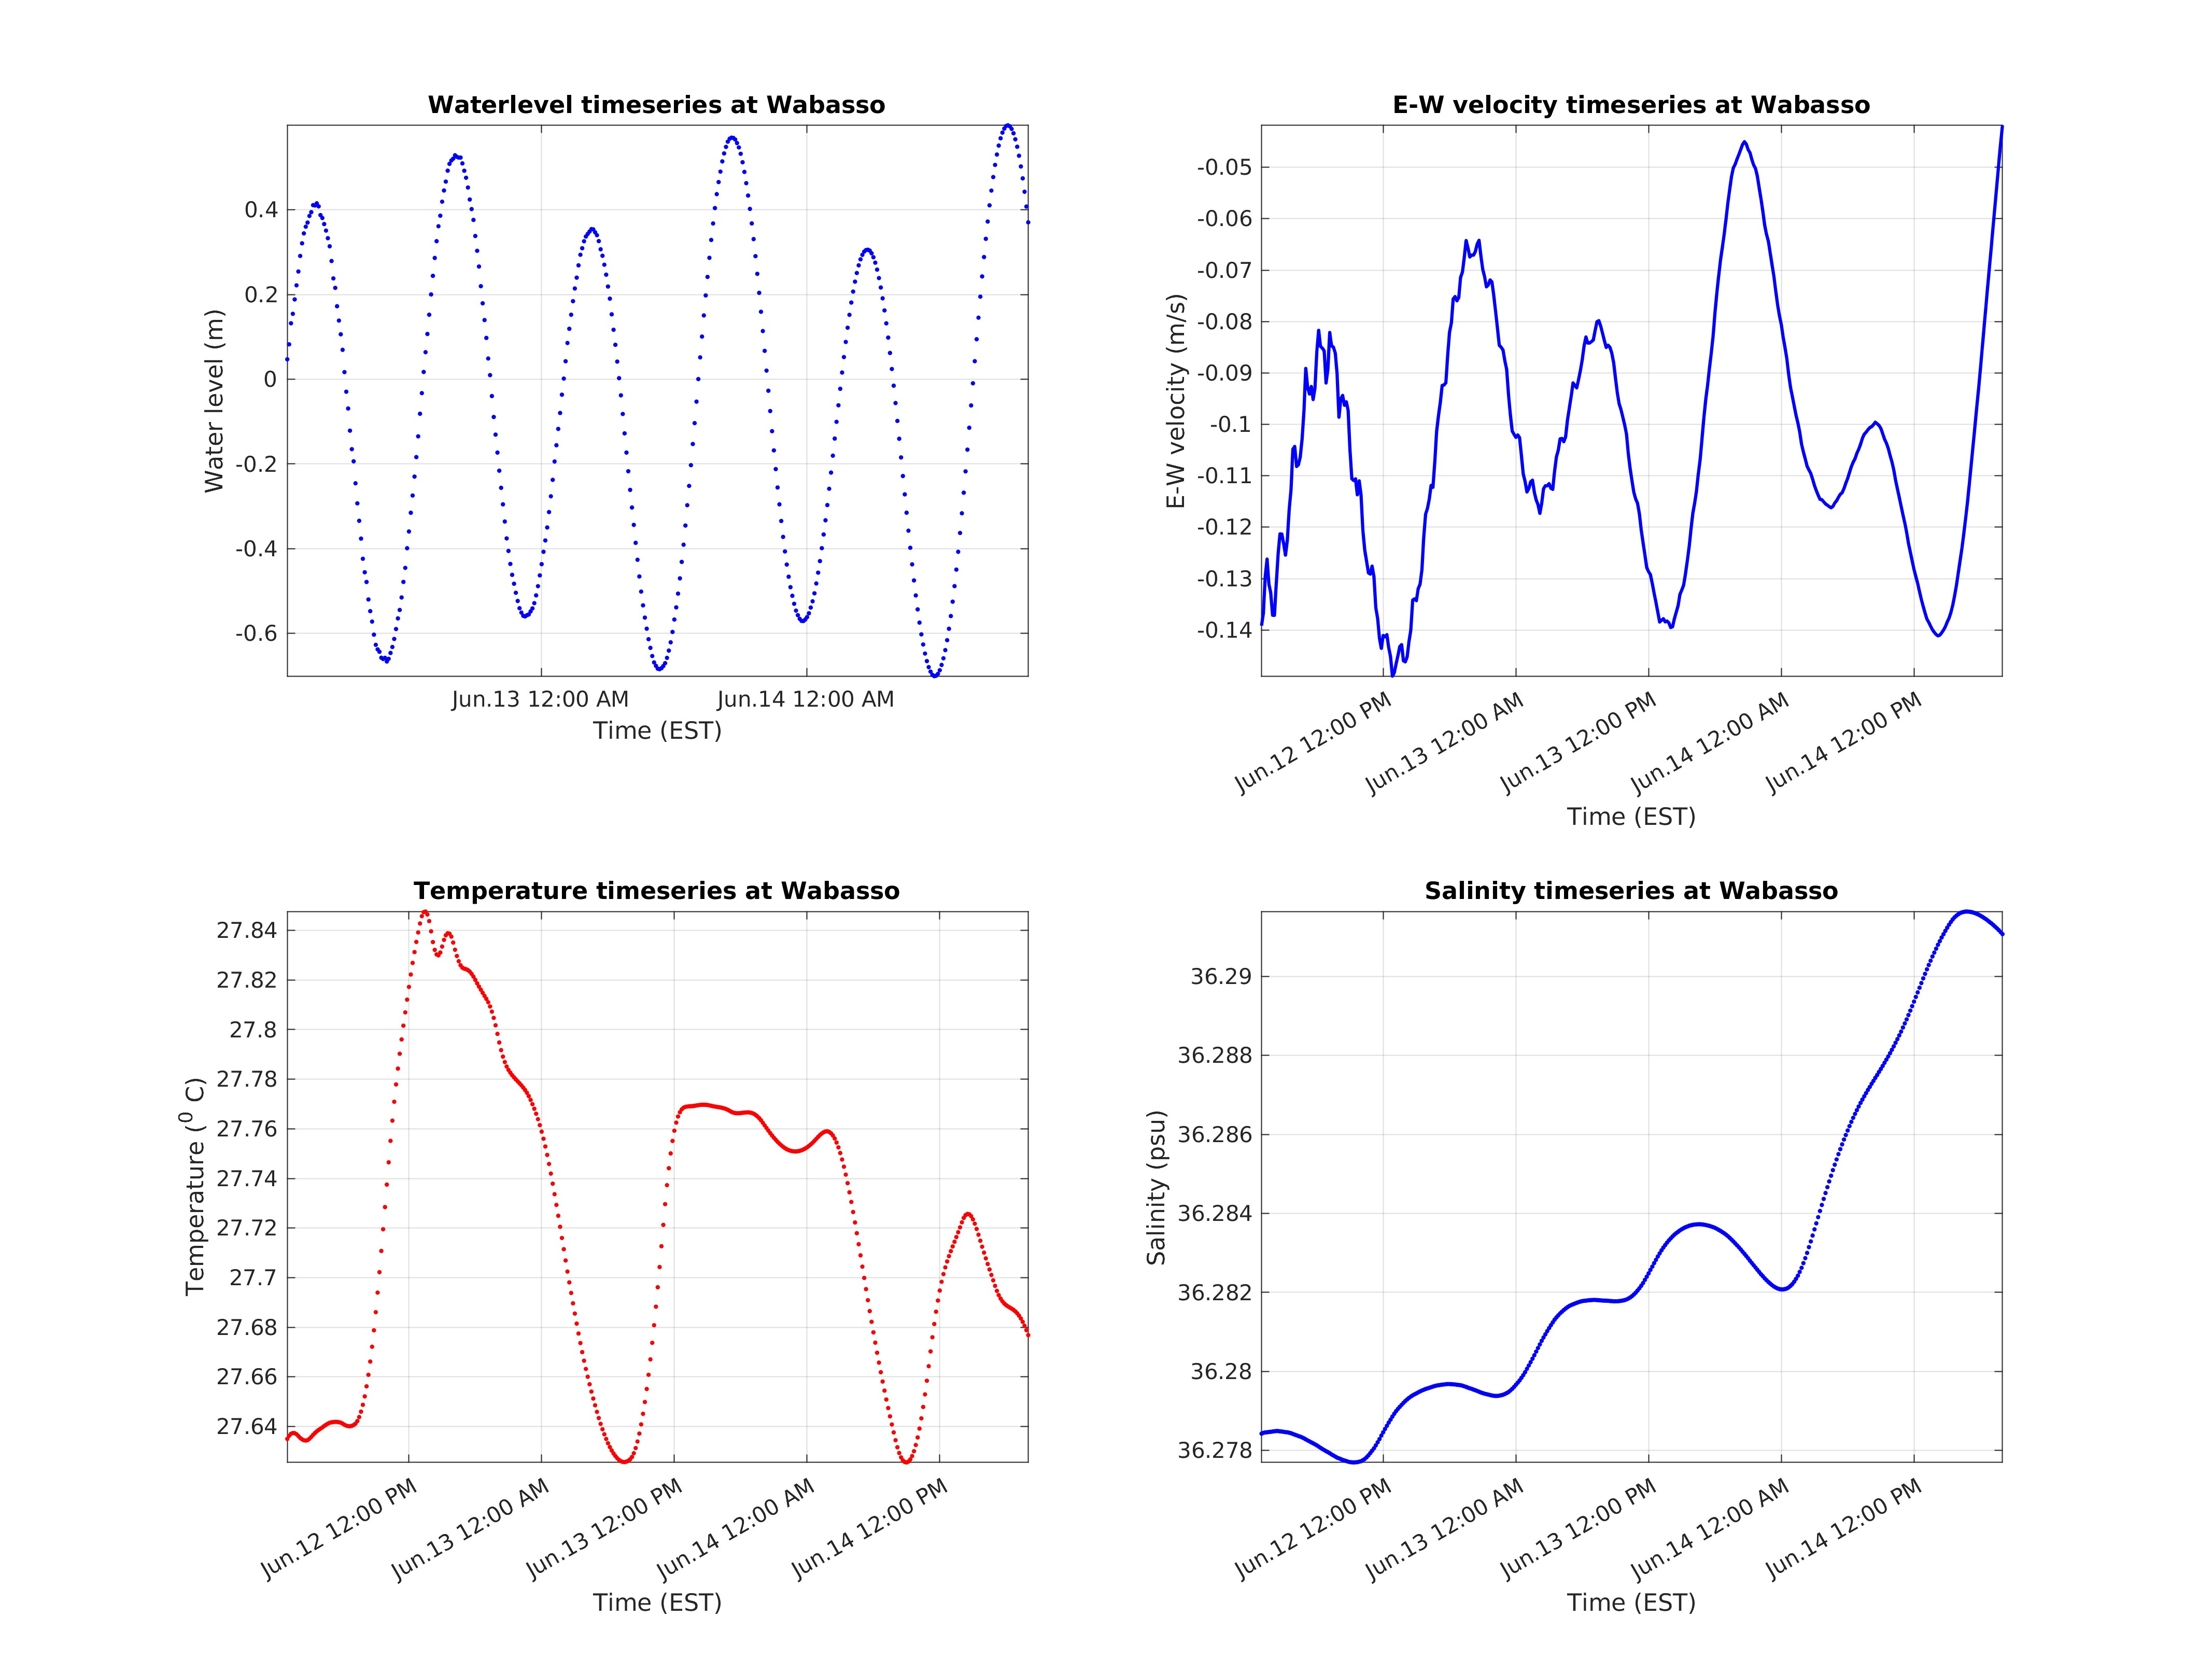 Waterlevel timeseries at Wabasso
0.4
0.2
0
-0.2
-0.4
-0.6
Water level (m)
Jun.13 12:00 AM
Jun.14 12:00 AM
Time (EST)
E-W velocity timeseries at Wabasso
-0.05
-0.06
-0.07
-0.08
-0.09
-0.1
-0.11
-0.12
-0.13
-0.14
E-W velocity (m/s)
Jun.12 12:00 PM
Jun.13 12:00 AM
Jun.13 12:00 PM
Jun.14 12:00 AM
Jun.14 12:00 PM
Time (EST)
Temperature timeseries at Wabasso
27.84
27.82
27.8
27.78
27.76
27.74
27.72
27.7
27.68
27.66
27.64
Temperature (⁰ C)
Jun.12 12:00 PM
Jun.13 12:00 AM
Jun.13 12:00 PM
Jun.14 12:00 AM
Jun.14 12:00 PM
Time (EST)
Salinity timeseries at Wabasso
36.29
36.288
36.286
36.284
36.282
36.28
36.278
Salinity (psu)
Jun.12 12:00 PM
Jun.13 12:00 AM
Jun.13 12:00 PM
Jun.14 12:00 AM
Jun.14 12:00 PM
Time (EST)